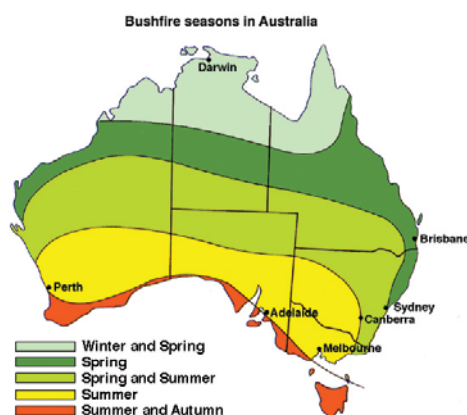 Bushfire seasons in Australia
Darwin
Brisbane
Perth
Sydney
Adelaide
Canberra
Melbourne
Winter and Spring
Spring
Spring and Summer
Summer
Summer and Autumn